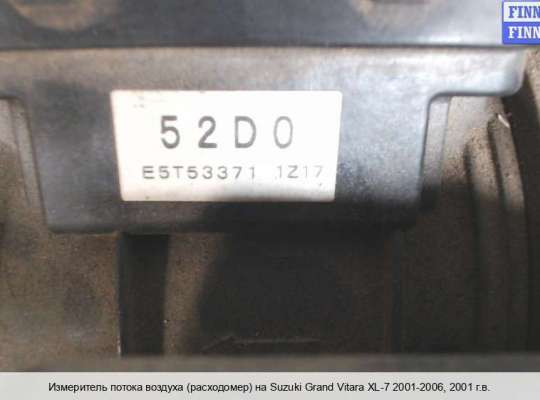 FINN
FINN
52D0
E5T53371 1Z17
Измеритель потока воздуха (расходомер) на Suzuki Grand Vitara XL-7 2001-2006, 2001 г.в.